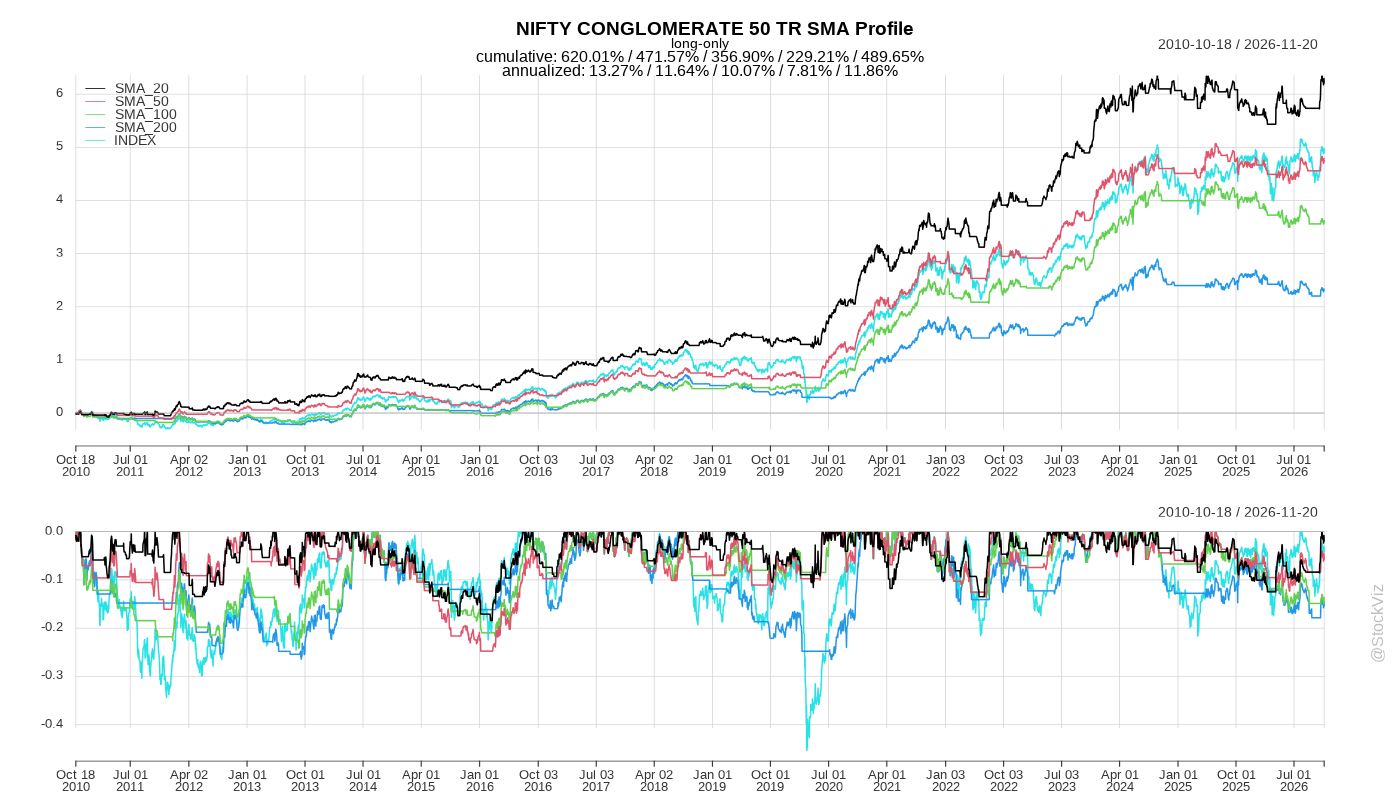 NIFTY CONGLOMERATE 50 TR SMA Profile
long-only
2010-10-18 / 2026-11-20
cumulative: 620.01% / 471.57% / 356.90% / 229.21% / 489.65%
annualized: 13.27% / 11.64% / 10.07% / 7.81% / 11.86%
SMA_20
SMA_50
SMA_100
SMA_200
INDEX
6
5
4
3
2
1
0
Oct 18 Jul 01 Apr 02 Jan 01 Oct 01 Jul 01 Apr 01 Jan 01 Oct 03 Jul 03 Apr 02 Jan 01 Oct 01 Jul 01 Apr 01 Jan 03 Oct 03 Jul 03 Apr 01 Jan 01 Oct 01 Jul 01
2010 2011 2012 2013 2013 2014 2015 2016 2016 2017 2018 2019 2019 2020 2021 2022 2022 2023 2024 2025 2025 2026
2010-10-18 / 2026-11-20
0.0
-0.1
-0.2
-0.3
-0.4
Oct 18 Jul 01 Apr 02 Jan 01 Oct 01 Jul 01 Apr 01 Jan 01 Oct 03 Jul 03 Apr 02 Jan 01 Oct 01 Jul 01 Apr 01 Jan 03 Oct 03 Jul 03 Apr 01 Jan 01 Oct 01 Jul 01
2010 2011 2012 2013 2013 2014 2015 2016 2016 2017 2018 2019 2019 2020 2021 2022 2022 2023 2024 2025 2025 2026
@StockViz